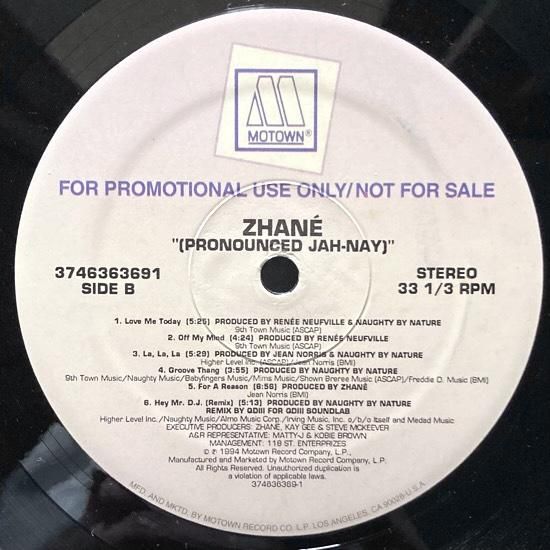 MOTOWN®
FOR PROMOTIONAL USE ONLY/NOT FOR SALE
ZHANÉ
"(PRONOUNCED JAH-NAY)"
3746363691
SIDE B
STEREO
33 1/3 RPM
1. Love Me Today (5:25) PRODUCED BY RENÉE NEUFVILLE & NAUGHTY BY NATURE
9th Town Music (ASCAP)
2. Off My Mind (4:24) PRODUCED BY RENÉE NEUFVILLE
9th Town Music (ASCAP)
3. La, La, La (5:29) PRODUCED BY JEAN NORRIS & NAUGHTY BY NATURE
Higher Level Inc. (ASCAP)/Jean Norris (BMI)
4. Groove Thang (3:55) PRODUCED BY NAUGHTY BY NATURE
9th Town Music/Naughty Music/Babyfingers Music/Mims Music/Shown Breree Music (ASCAP)/Freddie D. Music (BMI)
5. For A Reason (6:58) PRODUCED BY ZHANÉ
Jean Norris (BMI)
6. Hey Mr. D.J. (Remix) (5:13) PRODUCED BY NAUGHTY BY NATURE
REMIX BY QDIII FOR QDIII SOUNDLAB
Higher Level Inc./Naughty Music/Almo Music Corp./Irving Music, Inc. o/b/o Itself and Medad Music
EXECUTIVE PRODUCERS: ZHANE, KAY GEE & STEVE MCKEEVER
A&R REPRESENTATIVE: MATTY-J & KOBIE BROWN
MANAGEMENT: 118 ST. ENTERPRIZES
© ℗ 1994 Motown Record Company, L.P.,
Manufactured and Marketed by Motown Record Company, L.P.
All Rights Reserved. Unauthorized duplication is
a violation of applicable laws.
374636369-1
MFD. AND MKTD. BY MOTOWN RECORD CO. L.P. LOS ANGELES, CA 90028-U.S.A.